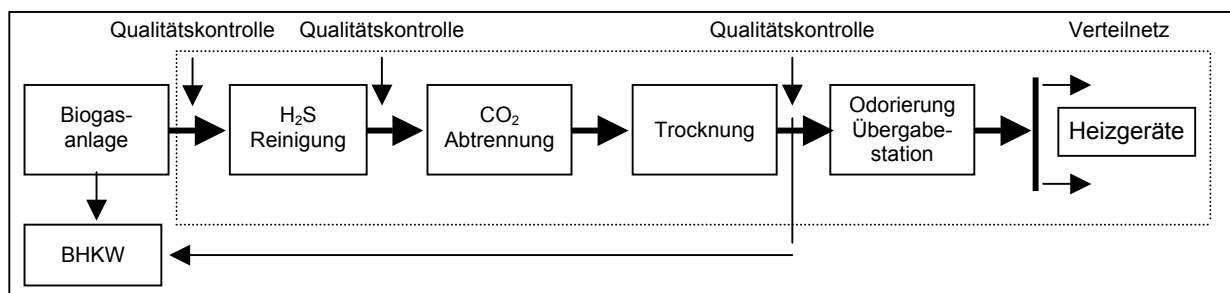 Qualitätskontrolle
Qualitätskontrolle
Qualitätskontrolle
Verteilnetz
Biogas-
anlage
H₂S
Reinigung
CO₂
Abtrennung
Trocknung
Odorierung
Übergabe-
station
Heizgeräte
BHKW